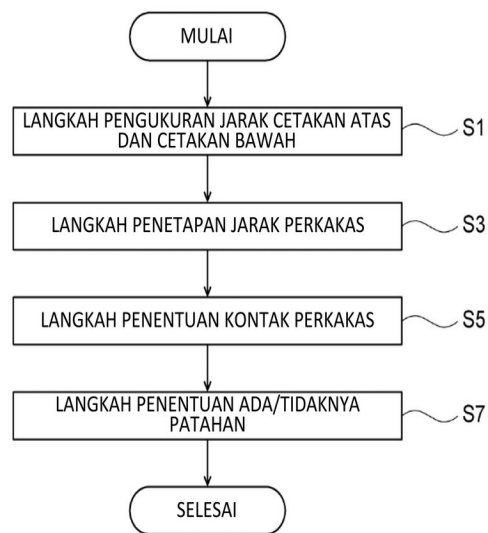 MULAI
LANGKAH PENGUKURAN JARAK CETAKAN ATAS
DAN CETAKAN BAWAH
S1
LANGKAH PENETAPAN JARAK PERKAKAS
S3
LANGKAH PENENTUAN KONTAK PERKAKAS
S5
LANGKAH PENENTUAN ADA/TIDAKNYA
PATAHAN
S7
SELESAI